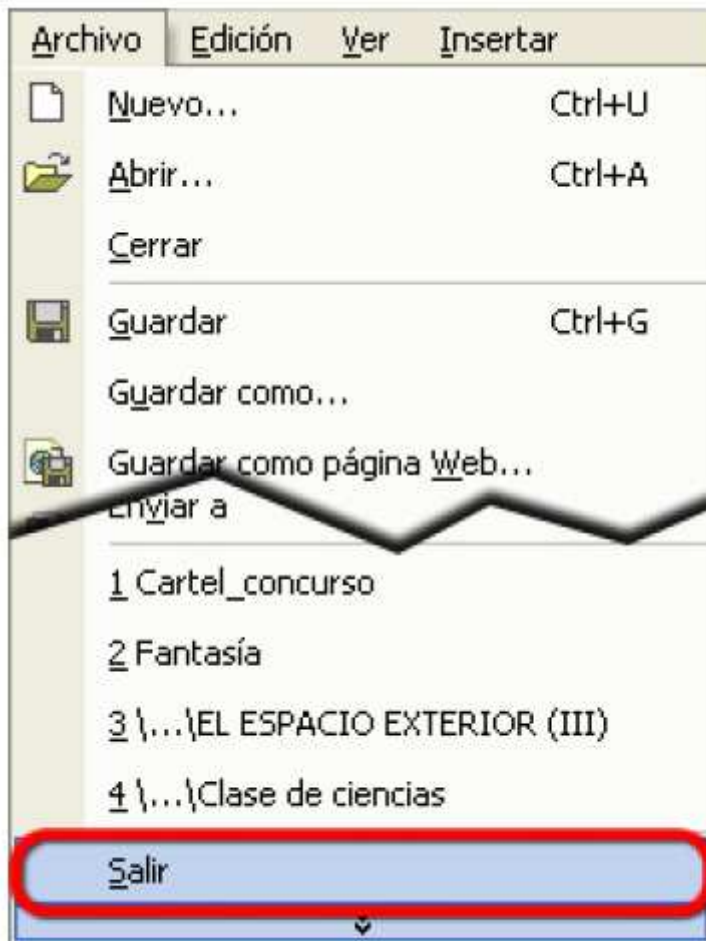 Archivo Edición Ver Insertar
Nuevo... Ctrl+U
Abrir... Ctrl+A
Cerrar
Guardar Ctrl+G
Guardar como...
Guardar como página Web...
Enviar a
1 Cartel_concurso
2 Fantasía
3 \...\EL ESPACIO EXTERIOR (III)
4 \...\Clase de ciencias
Salir